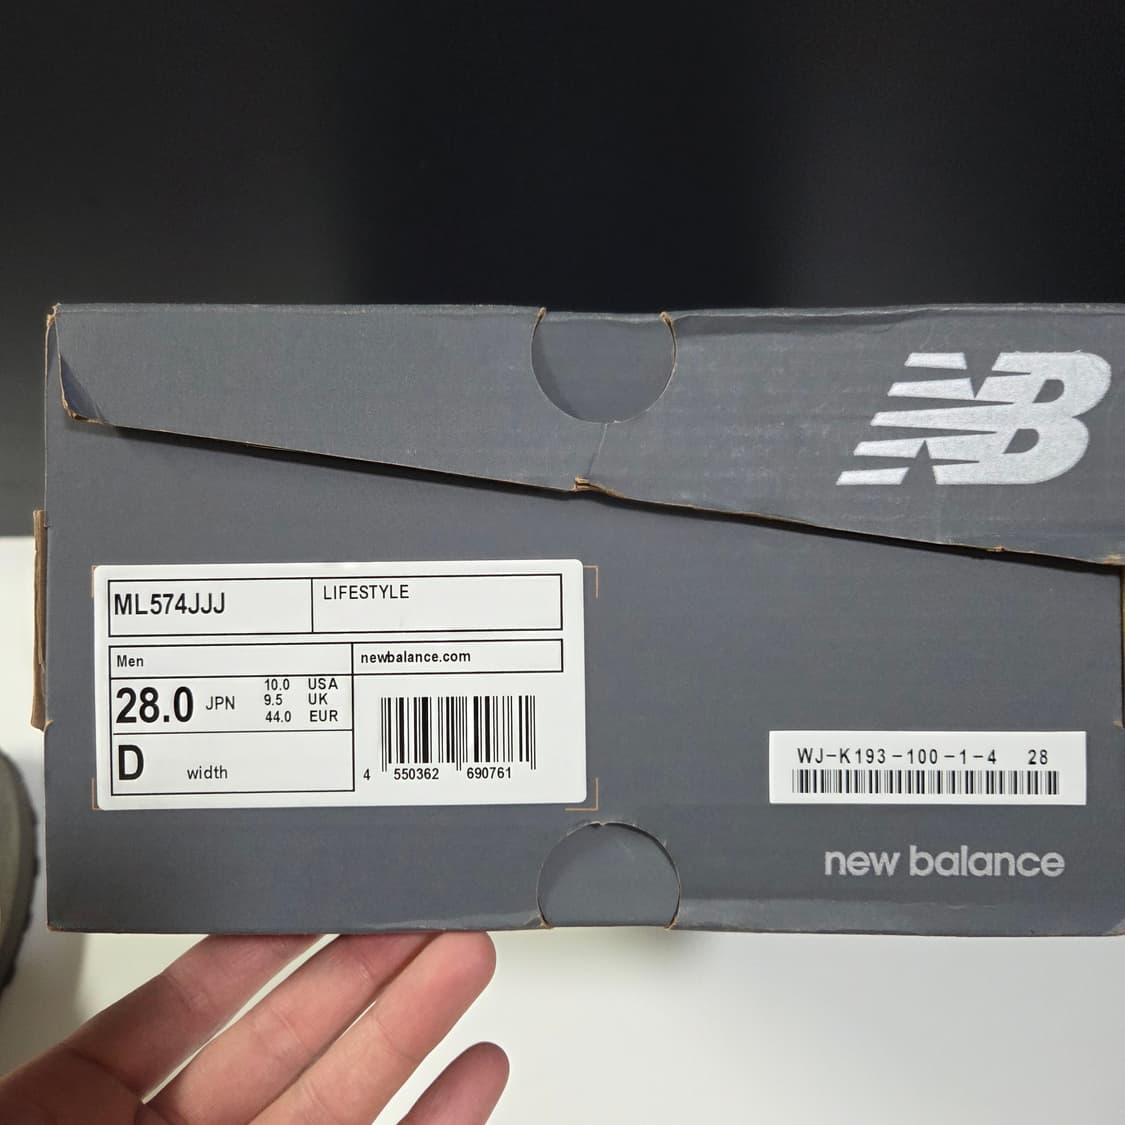 NB
ML574JJJ
LIFESTYLE
Men
newbalance.com
28.0 JPN
10.0 USA
9.5 UK
44.0 EUR
D width
4 550362 690761
WJ-K193-100-1-4 28
new balance